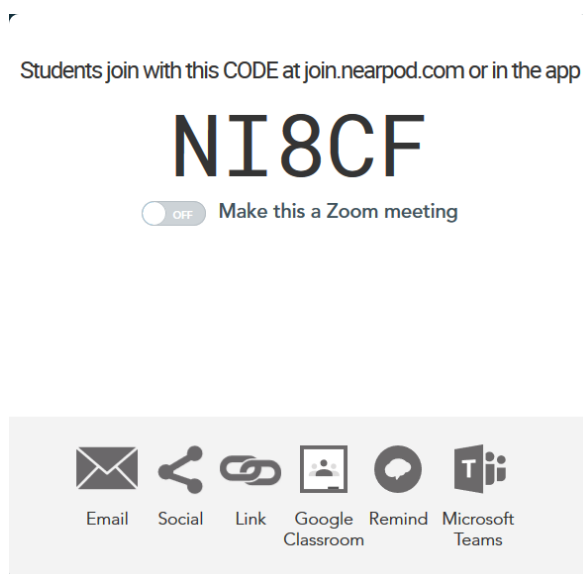 Students join with this CODE at join.nearpod.com or in the app
NI8CF
OFF Make this a Zoom meeting
Email Social Link Google Classroom Remind Microsoft Teams